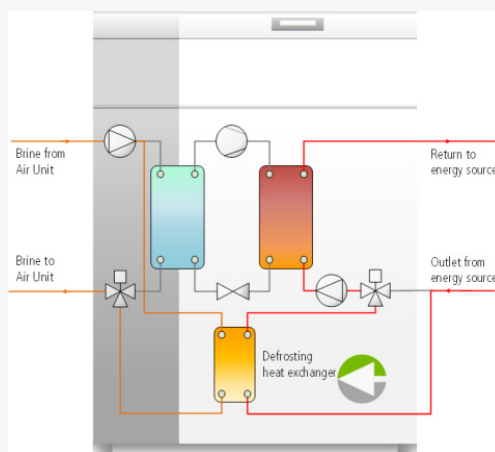 Brine from
Air Unit
Return to
energy source
Brine to
Air Unit
Outlet from
energy source
Defrosting
heat exchanger